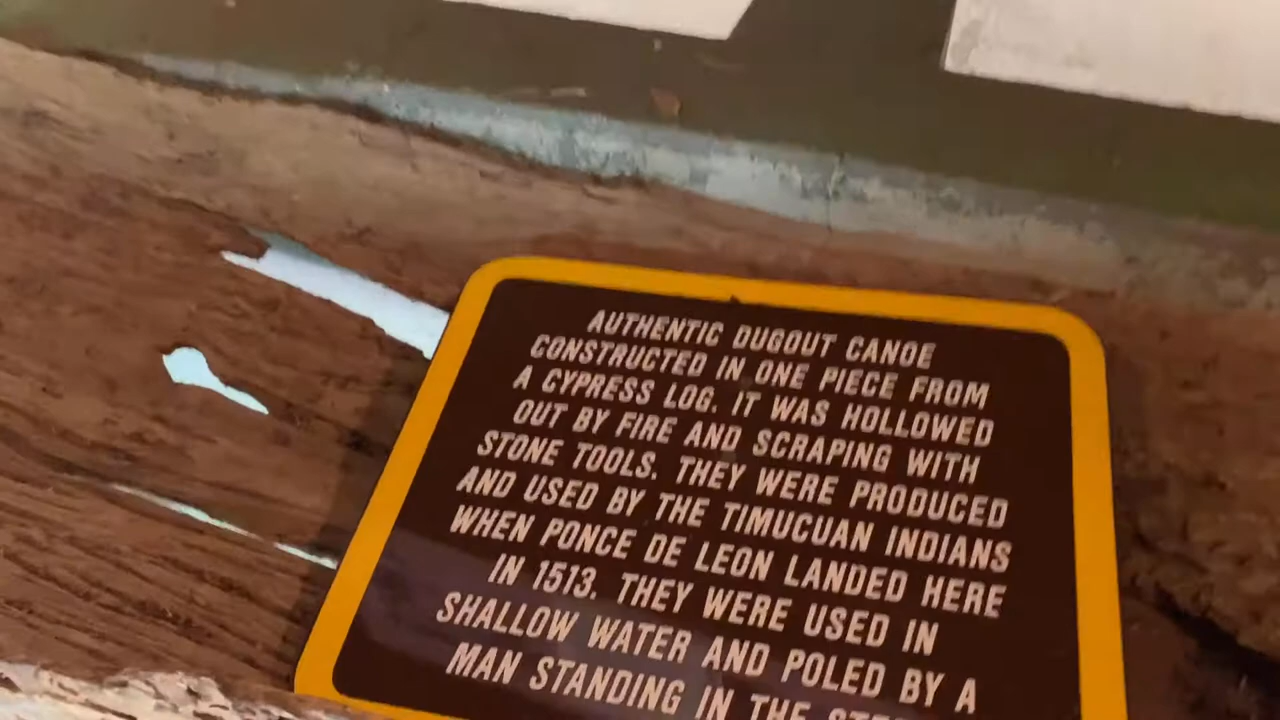 AUTHENTIC DUGOUT CANOE
CONSTRUCTED IN ONE PIECE FROM
A CYPRESS LOG. IT WAS HOLLOWED
OUT BY FIRE AND SCRAPING WITH
STONE TOOLS. THEY WERE PRODUCED
AND USED BY THE TIMUCUAN INDIANS
WHEN PONCE DE LEON LANDED HERE
IN 1513. THEY WERE USED IN
SHALLOW WATER AND POLED BY A
MAN STANDING IN THE